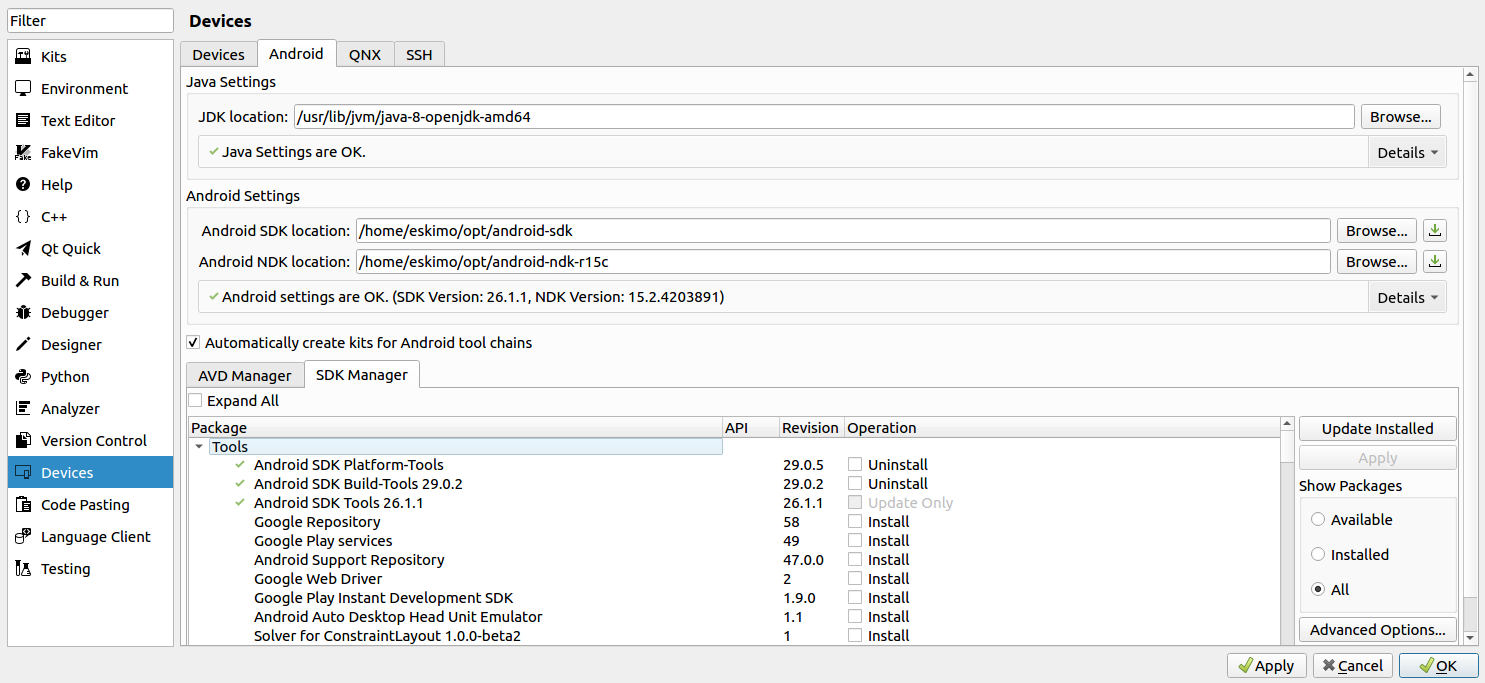 Filter
Devices
Kits
Environment
Text Editor
FakeVim
Help
C++
Qt Quick
Build & Run
Debugger
Designer
Python
Analyzer
Version Control
Devices
Code Pasting
Language Client
Testing
Devices Android QNX SSH
Java Settings
JDK location: /usr/lib/jvm/java-8-openjdk-amd64 Browse...
Java Settings are OK. Details
Android Settings
Android SDK location: /home/eskimo/opt/android-sdk Browse...
Android NDK location: /home/eskimo/opt/android-ndk-r15c Browse...
Android settings are OK. (SDK Version: 26.1.1, NDK Version: 15.2.4203891) Details
Automatically create kits for Android tool chains
AVD Manager SDK Manager
Expand All
Package API Revision Operation
Tools
Android SDK Platform-Tools 29.0.5 Uninstall
Android SDK Build-Tools 29.0.2 29.0.2 Uninstall
Android SDK Tools 26.1.1 26.1.1 Update Only
Google Repository 58 Install
Google Play services 49 Install
Android Support Repository 47.0.0 Install
Google Web Driver 2 Install
Google Play Instant Development SDK 1.9.0 Install
Android Auto Desktop Head Unit Emulator 1.1 Install
Solver for ConstraintLayout 1.0.0-beta2 1 Install
Update Installed
Apply
Show Packages
Available
Installed
All
Advanced Options...
Apply Cancel OK